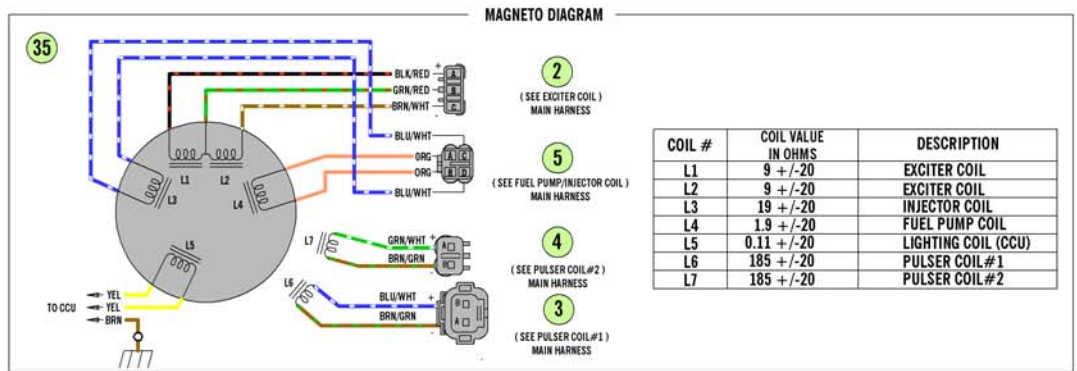 MAGNETO DIAGRAM
35
BLK/RED
GRN/RED
BRN/WHT
+
A
B
C
-
2
( SEE EXCITER COIL )
MAIN HARNESS
BLU/WHT
ORG
ORG
BLU/WHT
A C
B D
5
(SEE FUEL PUMP/INJECTOR COIL )
MAIN HARNESS
L1
L2
L3
L4
L5
L7
GRN/WHT
BRN/GRN
+
A
B
-
4
( SEE PULSER COIL#2 )
MAIN HARNESS
L6
BLU/WHT
BRN/GRN
+
B
A
-
3
( SEE PULSER COIL#1 )
MAIN HARNESS
TO CCU
YEL
YEL
BRN
COIL # COIL VALUE IN OHMS DESCRIPTION
L1 9 +/-20 EXCITER COIL
L2 9 +/-20 EXCITER COIL
L3 19 +/-20 INJECTOR COIL
L4 1.9 +/-20 FUEL PUMP COIL
L5 0.11 +/-20 LIGHTING COIL (CCU)
L6 185 +/-20 PULSER COIL#1
L7 185 +/-20 PULSER COIL#2